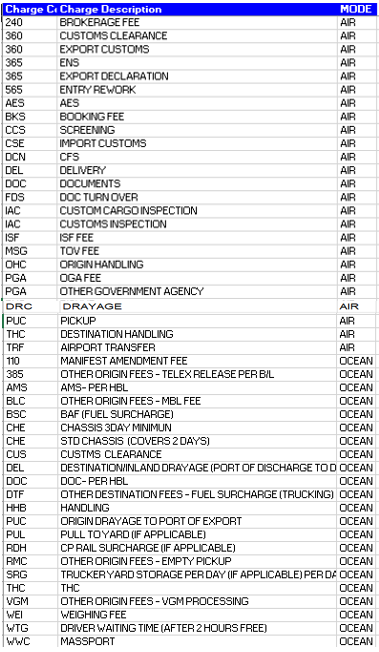 Charge C Charge Description MODE
240 BROKERAGE FEE AIR
360 CUSTOMS CLEARANCE AIR
360 EXPORT CUSTOMS AIR
365 ENS AIR
365 EXPORT DECLARATION AIR
565 ENTRY REWORK AIR
AES AES AIR
BKS BOOKING FEE AIR
CCS SCREENING AIR
CSE IMPORT CUSTOMS AIR
DCN CFS AIR
DEL DELIVERY AIR
DOC DOCUMENTS AIR
FDS DOC TURN OVER AIR
IAC CUSTOM CARGO INSPECTION AIR
IAC CUSTOMS INSPECTION AIR
ISF ISF FEE AIR
MSG TOV FEE AIR
OHC ORIGIN HANDLING AIR
PGA OGA FEE AIR
PGA OTHER GOVERNMENT AGENCY AIR
DRC DRAYAGE AIR
PUC PICKUP AIR
THC DESTINATION HANDLING AIR
TRF AIRPORT TRANSFER AIR
110 MANIFEST AMENDMENT FEE OCEAN
385 OTHER ORIGIN FEES - TELEX RELEASE PER B/L OCEAN
AMS AMS- PER HBL OCEAN
BLC OTHER ORIGIN FEES - MBL FEE OCEAN
BSC BAF (FUEL SURCHARGE) OCEAN
CHE CHASSIS 3DAY MINIMUN OCEAN
CHE STD CHASSIS (COVERS 2 DAYS) OCEAN
CUS CUSTMS CLEARANCE OCEAN
DEL DESTINATION/INLAND DRAYAGE (PORT OF DISCHARGE TO D OCEAN
DOC DOC- PER HBL OCEAN
DTF OTHER DESTINATION FEES - FUEL SURCHARGE (TRUCKING) OCEAN
HHB HANDLING OCEAN
PUC ORIGIN DRAYAGE TO PORT OF EXPORT OCEAN
PUL PULL TO YARD (IF APPLICABLE) OCEAN
RDH CP RAIL SURCHARGE (IF APPLICABLE) OCEAN
RMC OTHER ORIGIN FEES - EMPTY PICKUP OCEAN
SRG TRUCKER YARD STORAGE PER DAY (IF APPLICABLE) PER DA OCEAN
THC THC OCEAN
VGM OTHER ORIGIN FEES - VGM PROCESSING OCEAN
WEI WEIGHING FEE OCEAN
WTG DRIVER WAITING TIME (AFTER 2 HOURS FREE) OCEAN
WWC MASSPORT OCEAN